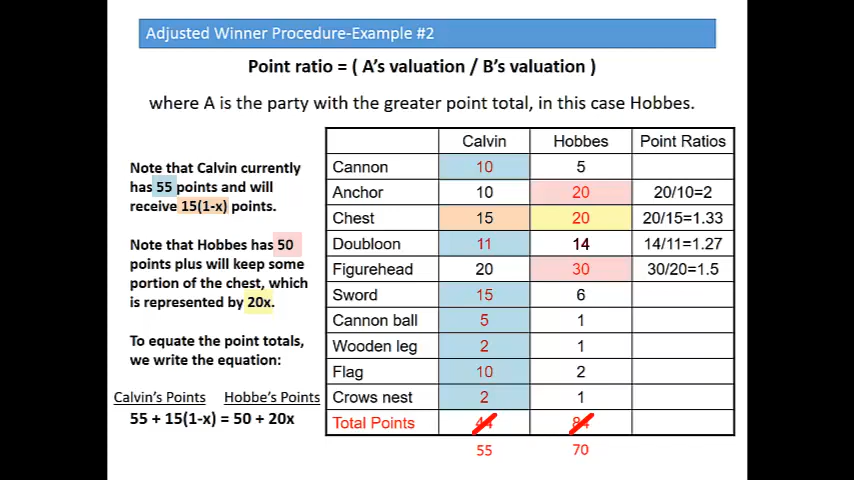 Adjusted Winner Procedure-Example #2
Point ratio = ( A's valuation / B's valuation )
where A is the party with the greater point total, in this case Hobbes.
Note that Calvin currently
has 55 points and will
receive 15(1-x) points.
Note that Hobbes has 50
points plus will keep some
portion of the chest, which
is represented by 20x.
To equate the point totals,
we write the equation:
Calvin's Points Hobbe's Points
55 + 15(1-x) = 50 + 20x
Calvin Hobbes Point Ratios
Cannon 10 5
Anchor 10 20 20/10=2
Chest 15 20 20/15=1.33
Doubloon 11 14 14/11=1.27
Figurehead 20 30 30/20=1.5
Sword 15 6
Cannon ball 5 1
Wooden leg 2 1
Flag 10 2
Crows nest 2 1
Total Points 44 84
55 70